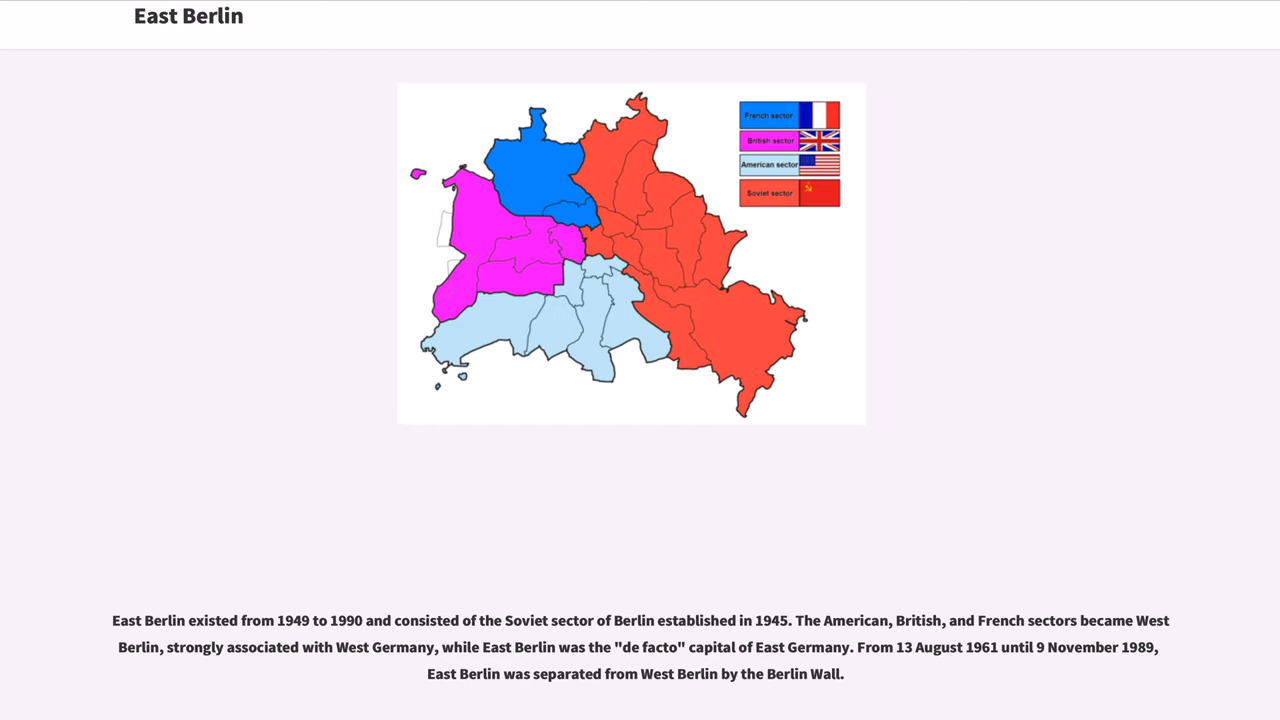 East Berlin
French sector
British sector
American sector
Soviet sector
East Berlin existed from 1949 to 1990 and consisted of the Soviet sector of Berlin established in 1945. The American, British, and French sectors became West
Berlin, strongly associated with West Germany, while East Berlin was the "de facto" capital of East Germany. From 13 August 1961 until 9 November 1989,
East Berlin was separated from West Berlin by the Berlin Wall.